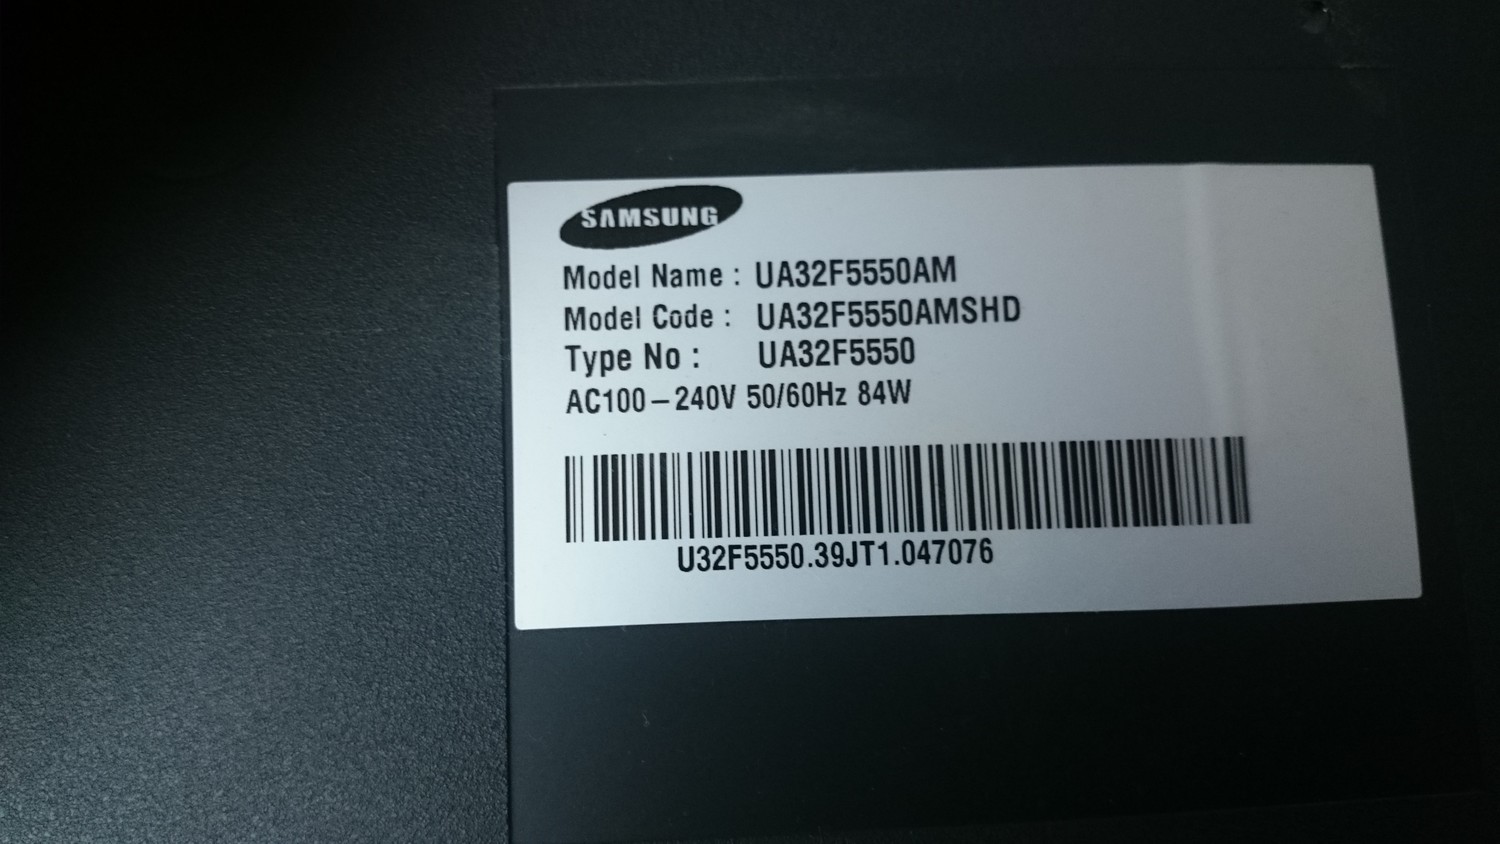 SAMSUNG
Model Name : UA32F5550AM
Model Code : UA32F5550AMSHD
Type No : UA32F5550
AC100-240V 50/60Hz 84W
U32F5550.39JT1.047076